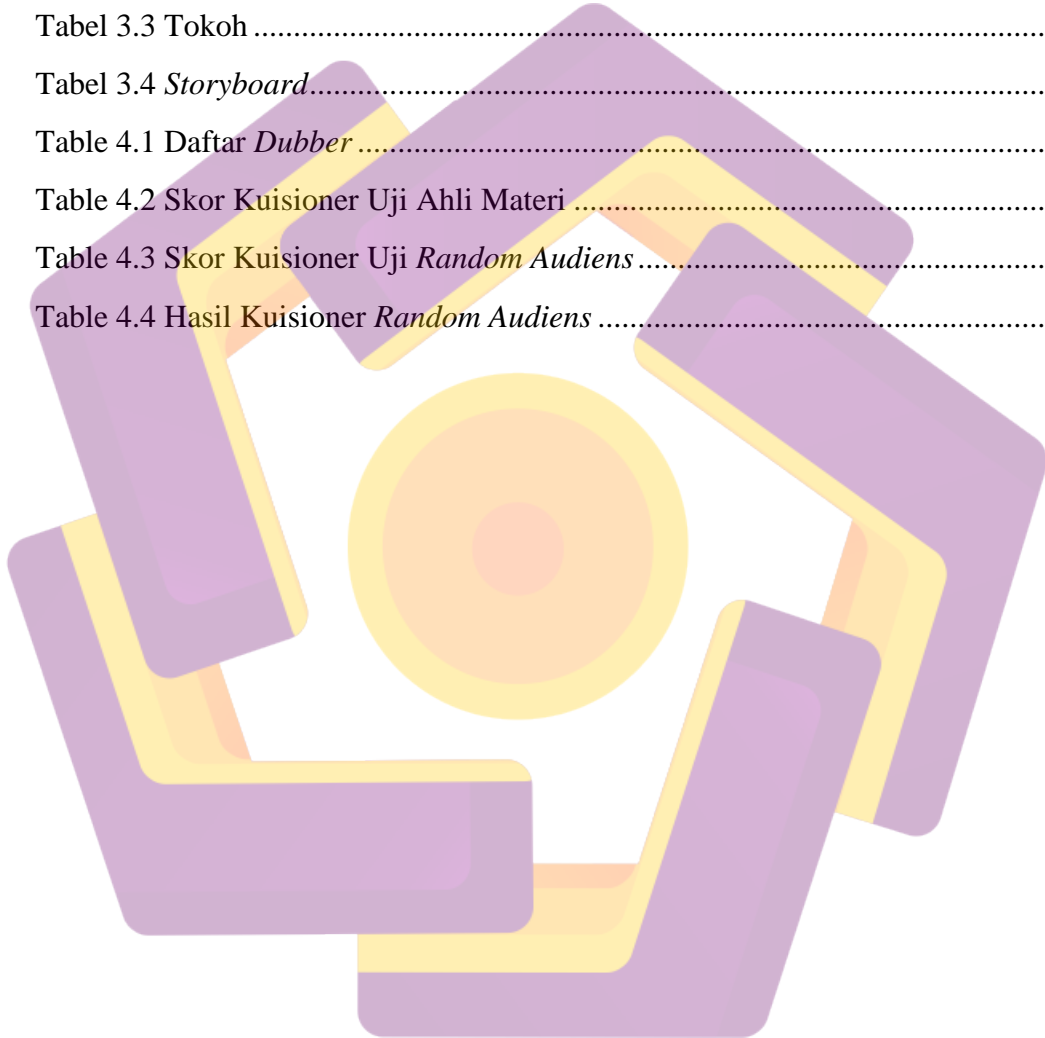 Tabel 3.3 Tokoh ....................................................................................................
Tabel 3.4 Storyboard.............................................................................................
Table 4.1 Daftar Dubber .......................................................................................
Table 4.2 Skor Kuisioner Uji Ahli Materi ............................................................
Table 4.3 Skor Kuisioner Uji Random Audiens ....................................................
Table 4.4 Hasil Kuisioner Random Audiens .........................................................